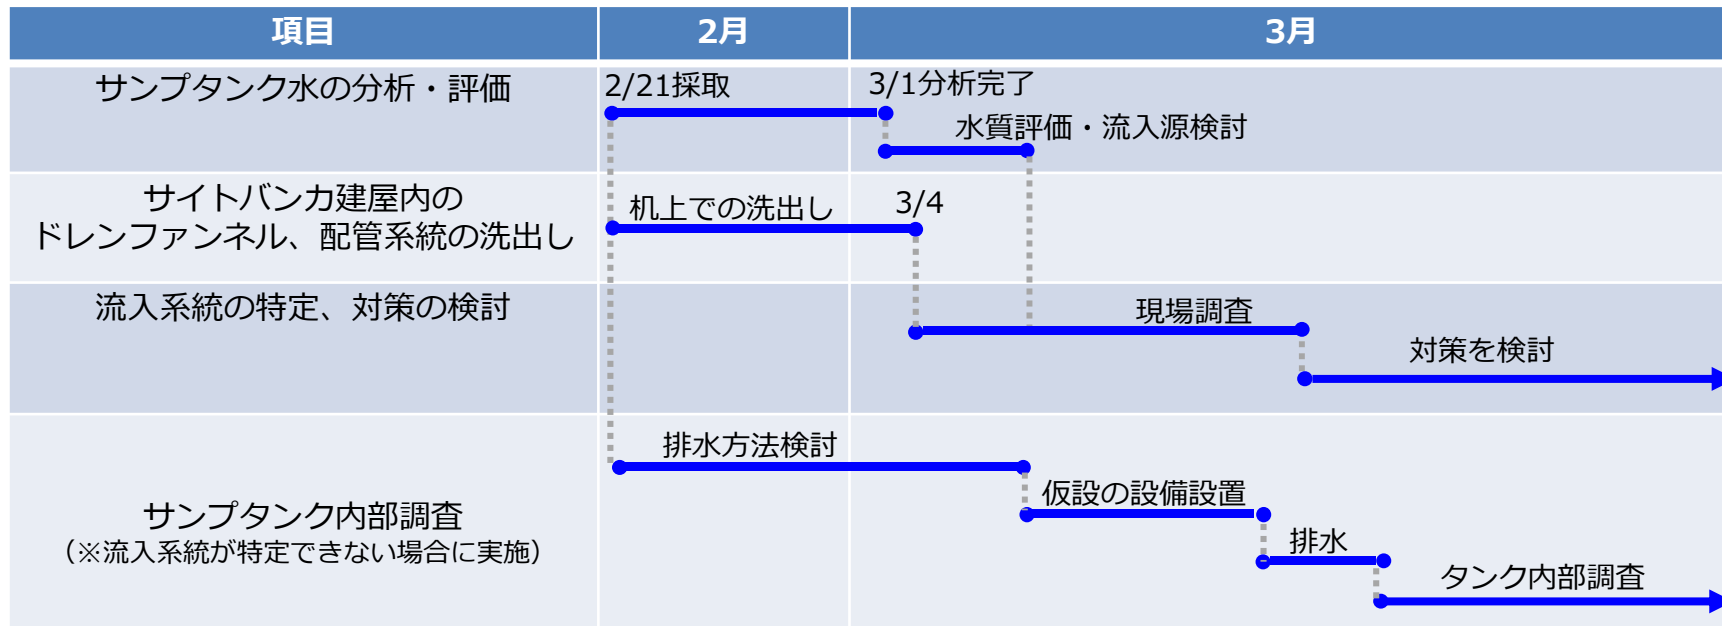 項目
2月
3月
サンプタンク水の分析・評価
2/21採取
3/1分析完了
水質評価・流入源検討
サイトバンカ建屋内の
ドレンファンネル、配管系統の洗出し
机上での洗出し
3/4
流入系統の特定、対策の検討
現場調査
対策を検討
サンプタンク内部調査
（※流入系統が特定できない場合に実施）
排水方法検討
仮設の設備設置
排水
タンク内部調査